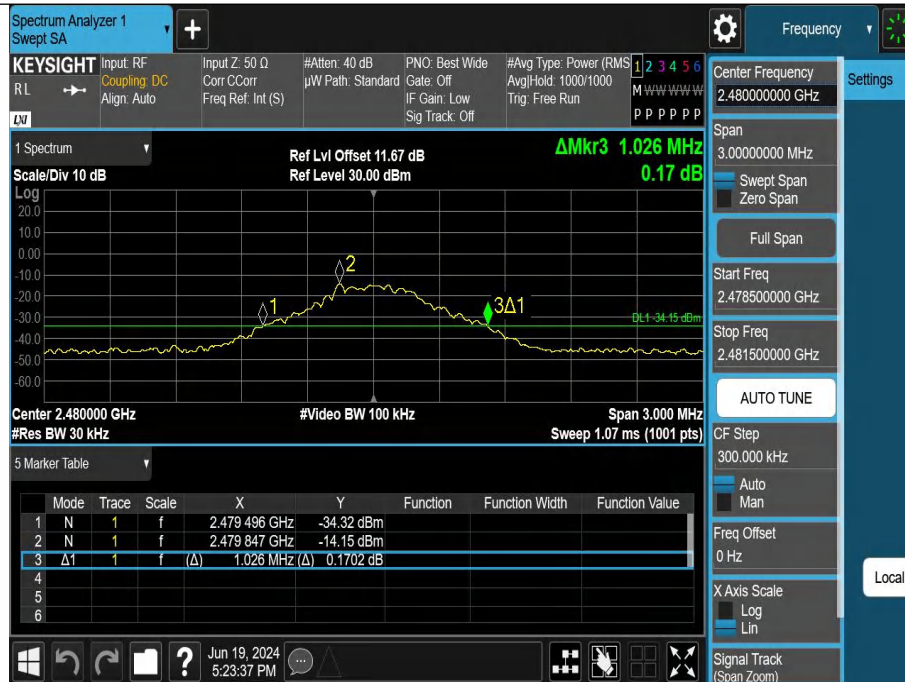 Spectrum Analyzer 1
Swept SA
+
Frequency
KEYSIGHT
RL
LXI
Input: RF
Coupling: DC
Align: Auto
Input Z: 50 Ω
Corr CCorr
Freq Ref: Int (S)
#Atten: 40 dB
µW Path: Standard
PNO: Best Wide
Gate: Off
IF Gain: Low
Sig Track: Off
#Avg Type: Power (RMS
Avg|Hold: 1000/1000
Trig: Free Run
1 2 3 4 5 6
M W W W W W
P P P P P P
1 Spectrum
Scale/Div 10 dB
Ref Lvl Offset 11.67 dB
Ref Level 30.00 dBm
ΔMkr3 1.026 MHz
0.17 dB
Log
20.0
10.0
0.00
-10.0
-20.0
-30.0
-40.0
-50.0
-60.0
1
2
3Δ1
DL1 -34.15 dBm
Center 2.480000 GHz
#Res BW 30 kHz
#Video BW 100 kHz
Span 3.000 MHz
Sweep 1.07 ms (1001 pts)
5 Marker Table
Mode Trace Scale X Y Function Function Width Function Value
1 N 1 f 2.479 496 GHz -34.32 dBm
2 N 1 f 2.479 847 GHz -14.15 dBm
3 Δ1 1 f (Δ) 1.026 MHz (Δ) 0.1702 dB
4
5
6
Center Frequency
2.480000000 GHz
Settings
Span
3.00000000 MHz
Swept Span
Zero Span
Full Span
Start Freq
2.478500000 GHz
Stop Freq
2.481500000 GHz
AUTO TUNE
CF Step
300.000 kHz
Auto
Man
Freq Offset
0 Hz
Local
X Axis Scale
Log
Lin
Signal Track
(Span Zoom)
?
Jun 19, 2024
5:23:37 PM